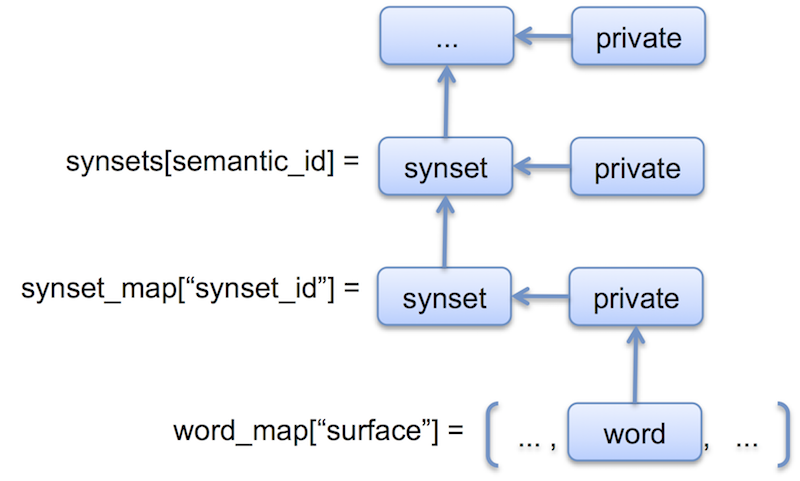 ... private
synsets[semantic_id] = synset private
synset_map[“synset_id”] = synset private
word_map[“surface”] = [ ... , word , ... ]